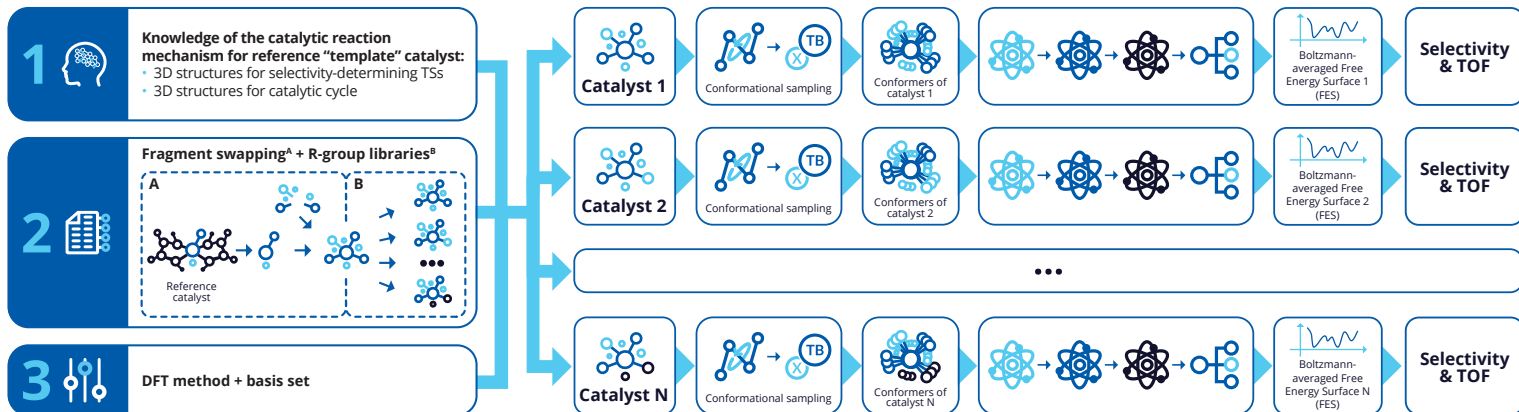 1
Knowledge of the catalytic reaction
mechanism for reference “template” catalyst:
• 3D structures for selectivity-determining TSs
• 3D structures for catalytic cycle
2
Fragment swappingᴬ + R-group librariesᴮ
A
B
Reference
catalyst
3
DFT method + basis set
Catalyst 1
TB
X
Conformational sampling
Conformers of
catalyst 1
Boltzmann-
averaged Free
Energy Surface 1
(FES)
Selectivity
& TOF
Catalyst 2
TB
X
Conformational sampling
Conformers of
catalyst 2
Boltzmann-
averaged Free
Energy Surface 2
(FES)
Selectivity
& TOF
Catalyst N
TB
X
Conformational sampling
Conformers of
catalyst N
Boltzmann-
averaged Free
Energy Surface N
(FES)
Selectivity
& TOF